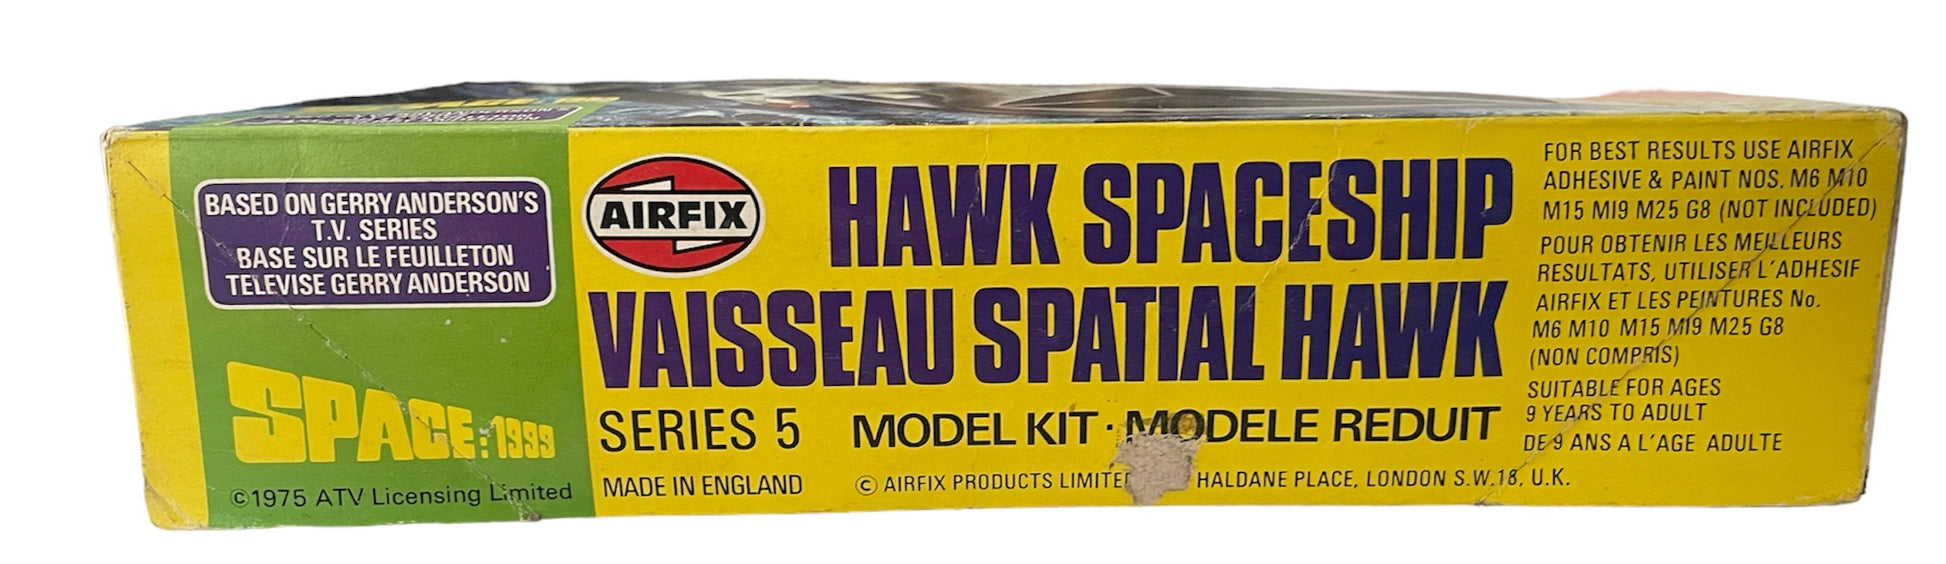 BASED ON GERRY ANDERSON'S
T.V. SERIES
BASE SUR LE FEUILLETON
TELEVISE GERRY ANDERSON
SPACE:1999
©1975 ATV Licensing Limited
AIRFIX
HAWK SPACESHIP
VAISSEAU SPATIAL HAWK
SERIES 5 MODEL KIT · MODELE REDUIT
MADE IN ENGLAND © AIRFIX PRODUCTS LIMITED HALDANE PLACE, LONDON S.W.18, U.K.
FOR BEST RESULTS USE AIRFIX
ADHESIVE & PAINT NOS. M6 M10
M15 M19 M25 G8 (NOT INCLUDED)
POUR OBTENIR LES MEILLEURS
RESULTATS, UTILISER L'ADHESIF
AIRFIX ET LES PEINTURES No.
M6 M10 M15 M19 M25 G8
(NON COMPRIS)
SUITABLE FOR AGES
9 YEARS TO ADULT
DE 9 ANS A L'AGE ADULTE